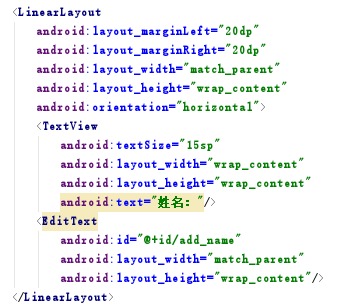 <LinearLayout
android:layout_marginLeft="20dp"
android:layout_marginRight="20dp"
android:layout_width="match_parent"
android:layout_height="wrap_content"
android:orientation="horizontal">
<TextView
android:textSize="15sp"
android:layout_width="wrap_content"
android:layout_height="wrap_content"
android:text="姓名："/>
<EditText
android:id="@+id/add_name"
android:layout_width="match_parent"
android:layout_height="wrap_content"/>
</LinearLayout>